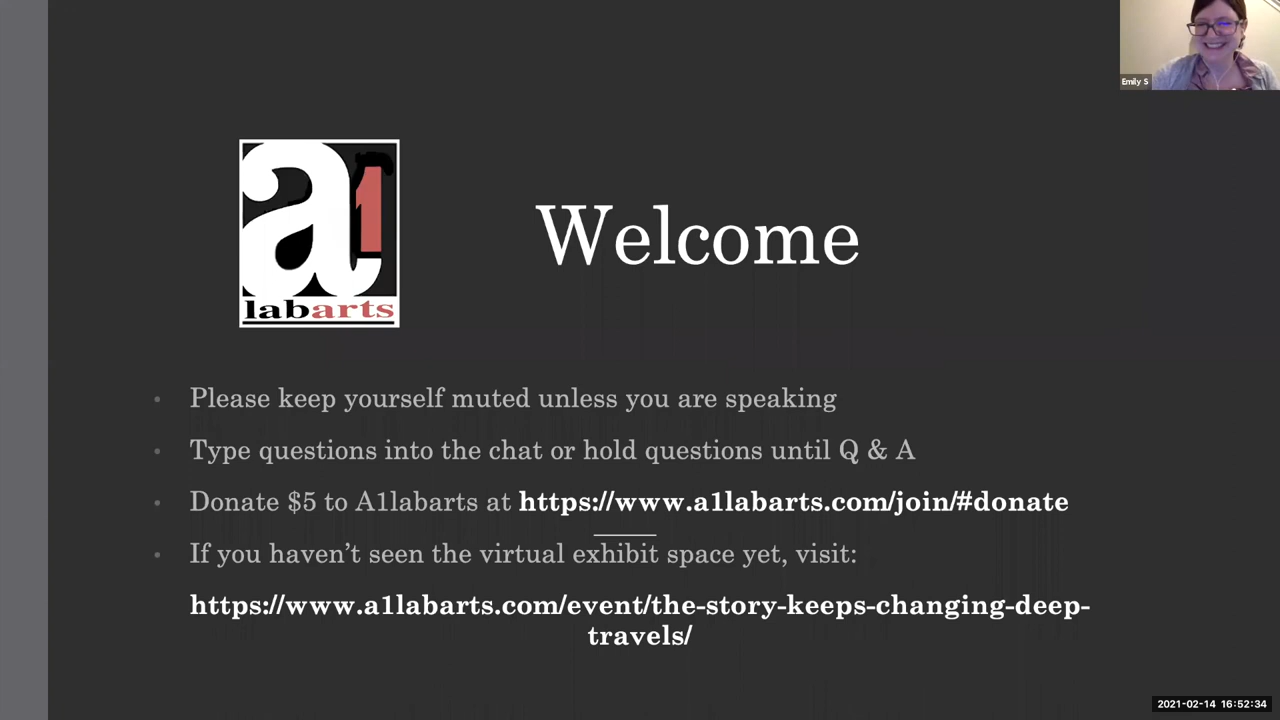 Emily S
a1
labarts
Welcome
• Please keep yourself muted unless you are speaking
• Type questions into the chat or hold questions until Q & A
• Donate $5 to A1labarts at https://www.a1labarts.com/join/#donate
• If you haven’t seen the virtual exhibit space yet, visit:
https://www.a1labarts.com/event/the-story-keeps-changing-deep-
travels/
2021-02-14 16:52:34